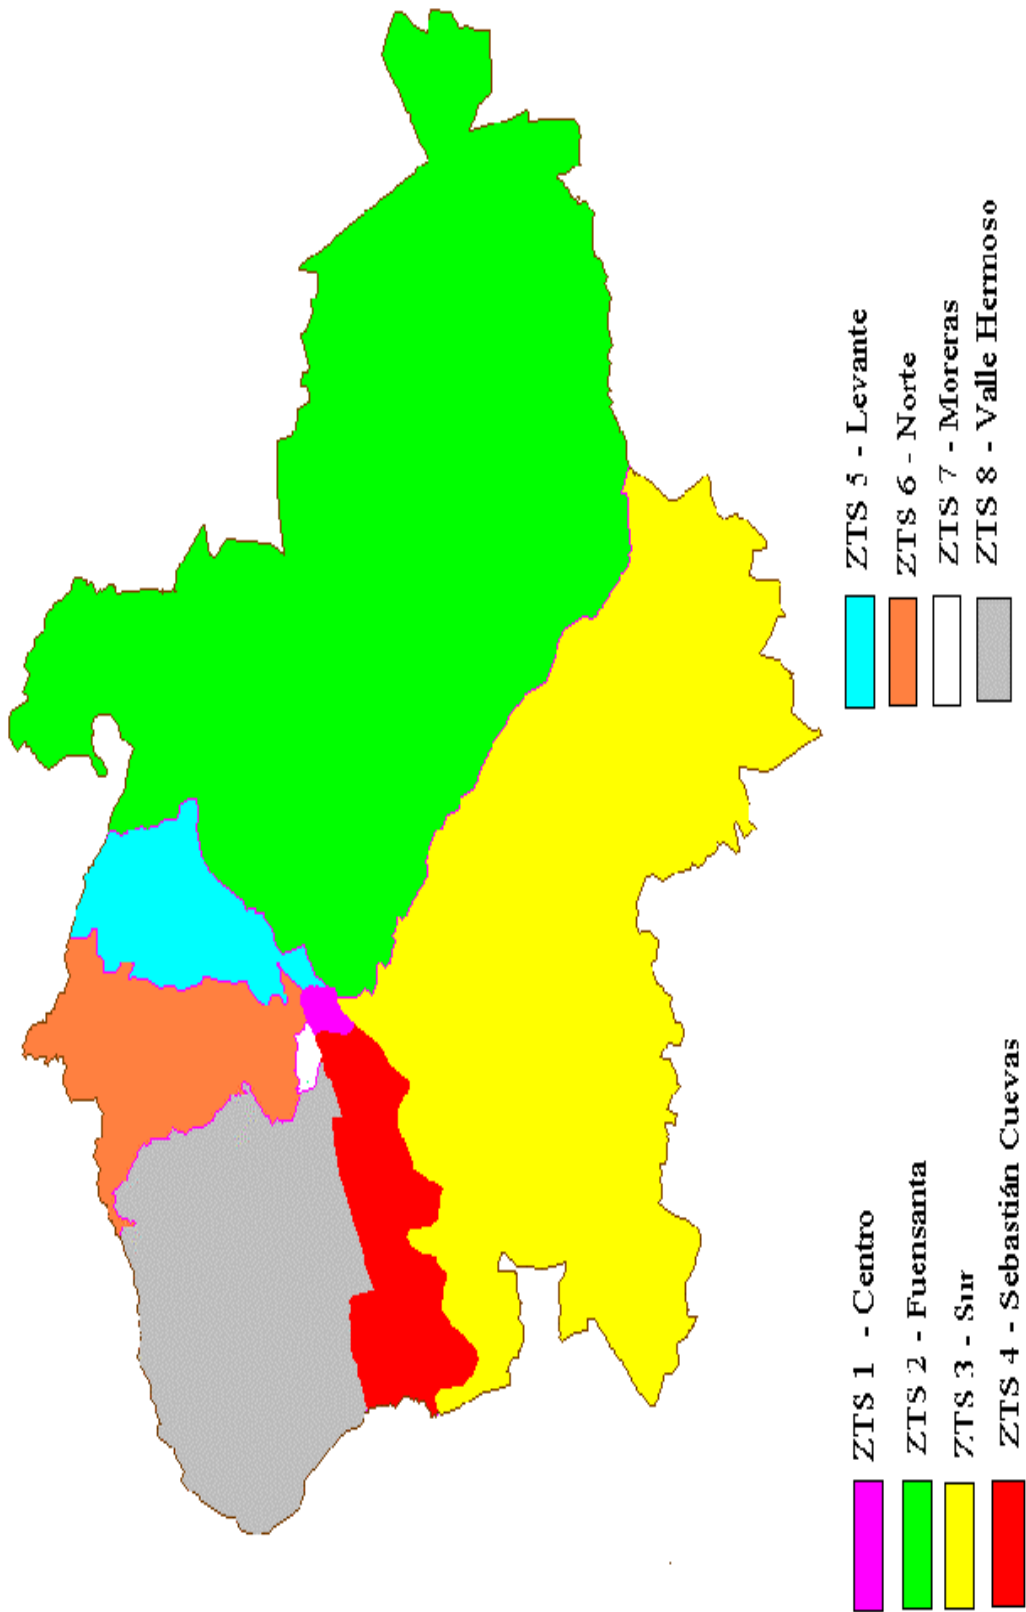 ZTS 1 - Centro
ZTS 2 - Fuensanta
ZTS 3 - Sur
ZTS 4 - Sebastián Cuevas
ZTS 5 - Levante
ZTS 6 - Norte
ZTS 7 - Moreras
ZTS 8 - Valle Hermoso